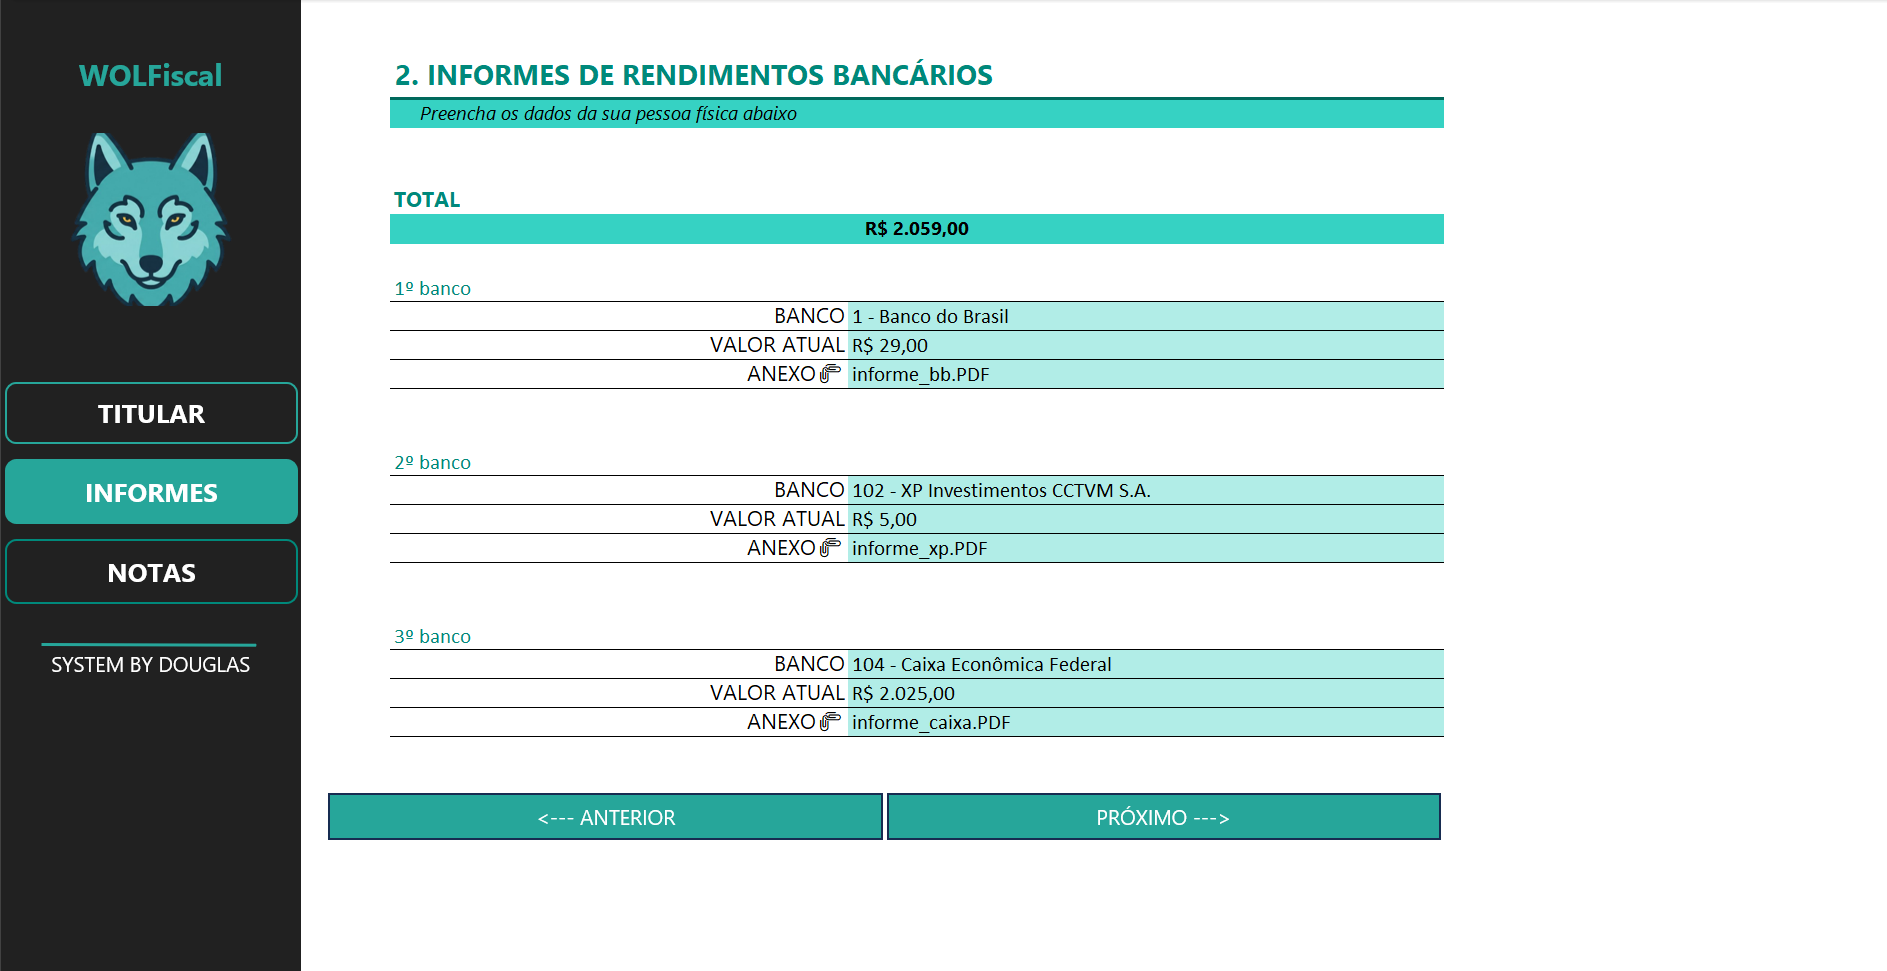 WOLFiscal
TITULAR
INFORMES
NOTAS
SYSTEM BY DOUGLAS
2. INFORMES DE RENDIMENTOS BANCÁRIOS
Preencha os dados da sua pessoa física abaixo
TOTAL
R$ 2.059,00
1º banco
BANCO 1 - Banco do Brasil
VALOR ATUAL R$ 29,00
ANEXO informe_bb.PDF
2º banco
BANCO 102 - XP Investimentos CCTVM S.A.
VALOR ATUAL R$ 5,00
ANEXO informe_xp.PDF
3º banco
BANCO 104 - Caixa Econômica Federal
VALOR ATUAL R$ 2.025,00
ANEXO informe_caixa.PDF
<--- ANTERIOR
PRÓXIMO --->